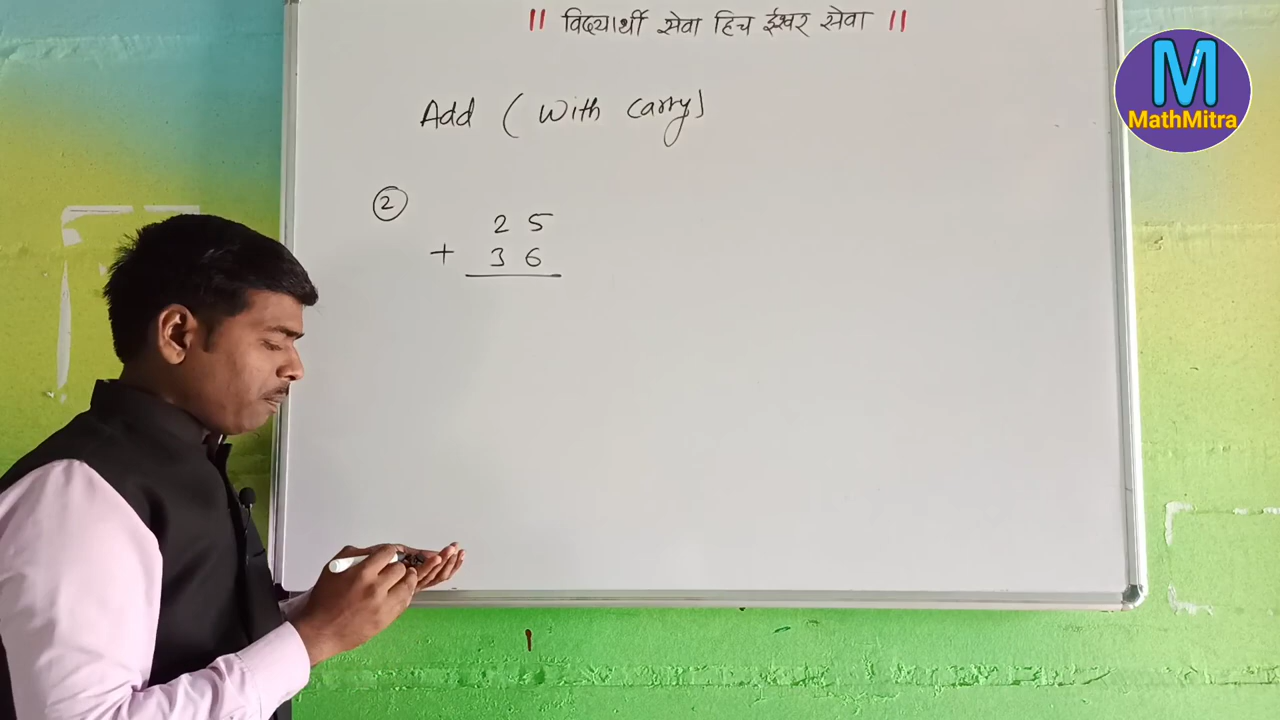 || विद्यार्थी सेवा हिच ईश्वर सेवा ||
M
MathMitra
Add (With Carry)
2
2 5
+ 3 6